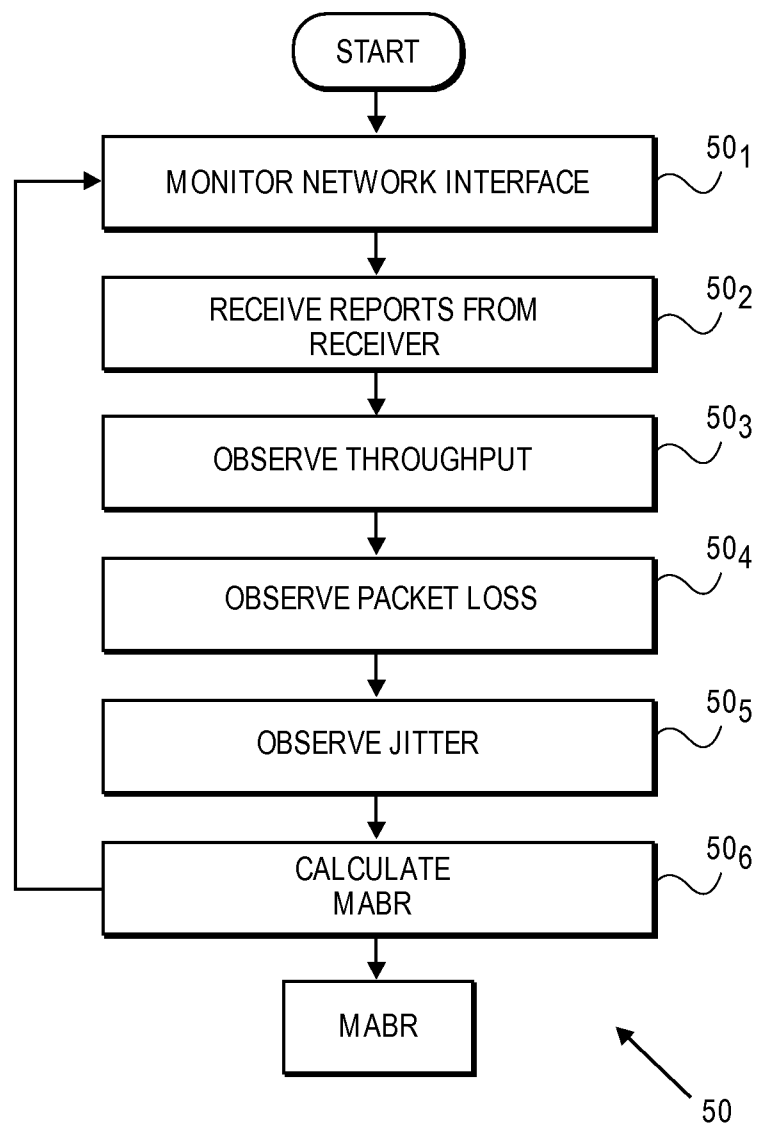 START
MONITOR NETWORK INTERFACE
50₁
RECEIVE REPORTS FROM
RECEIVER
50₂
OBSERVE THROUGHPUT
50₃
OBSERVE PACKET LOSS
50₄
OBSERVE JITTER
50₅
CALCULATE
MABR
50₆
MABR
50